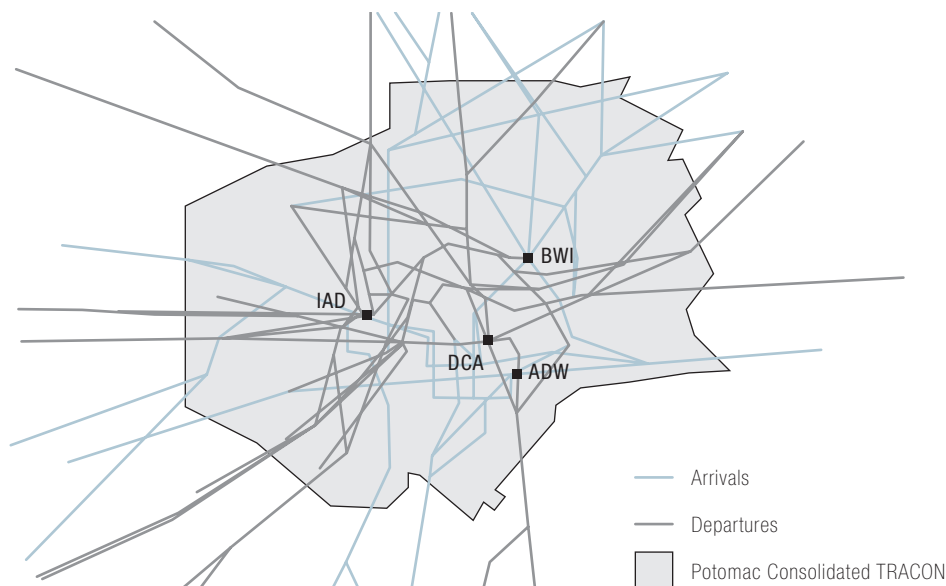 BWI
IAD
DCA
ADW
Arrivals
Departures
Potomac Consolidated TRACON